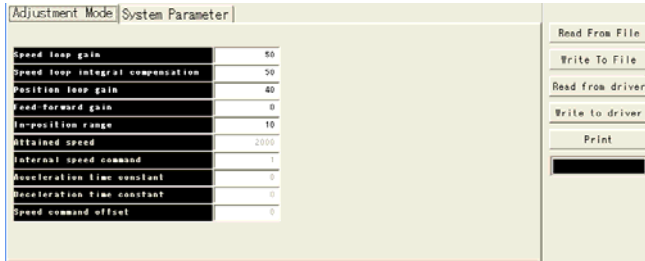 Adjustment Mode System Parameter
Speed loop gain 50
Speed loop integral compensation 50
Position loop gain 40
Feed-forward gain 0
In-position range 10
Attained speed 2000
Internal speed command 1
Acceleration time constant 0
Deceleration time constant 0
Speed command offset 0
Read From File
Write To File
Read from driver
Write to driver
Print